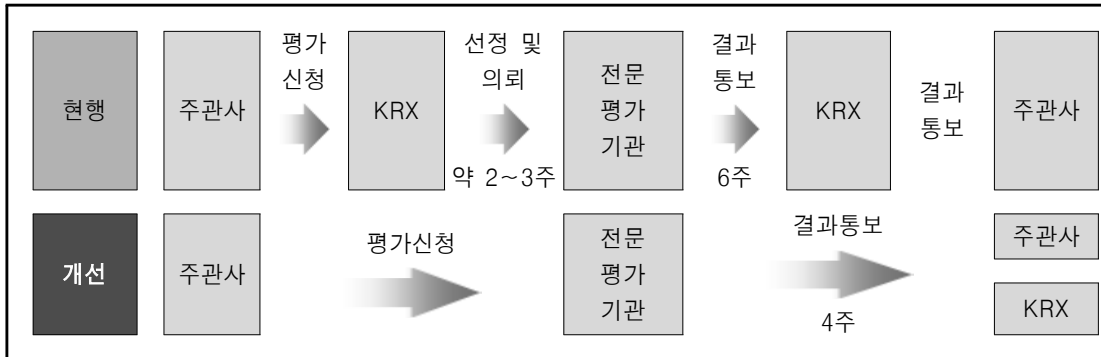 현행
주관사
평가
신청
KRX
선정 및
의뢰
약 2~3주
전문
평가
기관
결과
통보
6주
KRX
결과
통보
주관사
개선
주관사
평가신청
전문
평가
기관
결과통보
4주
주관사
KRX